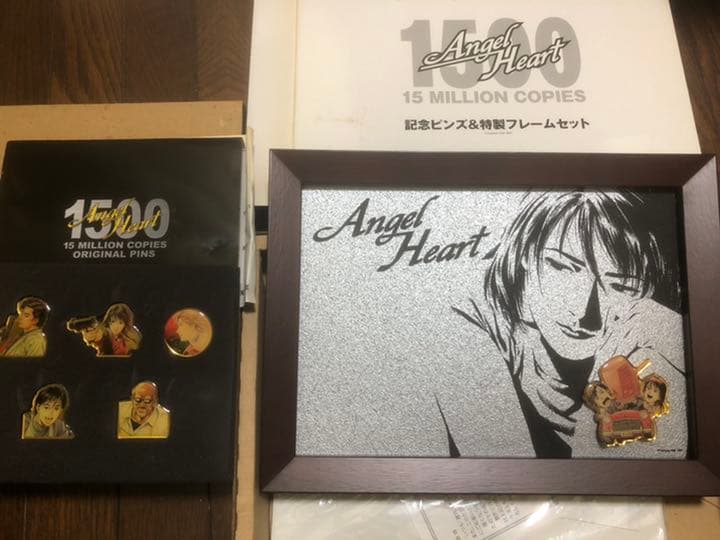 1500
Angel Heart
15 MILLION COPIES
記念ピンズ&特製フレームセット
1500
Angel Heart
15 MILLION COPIES
ORIGINAL PINS
Angel
Heart